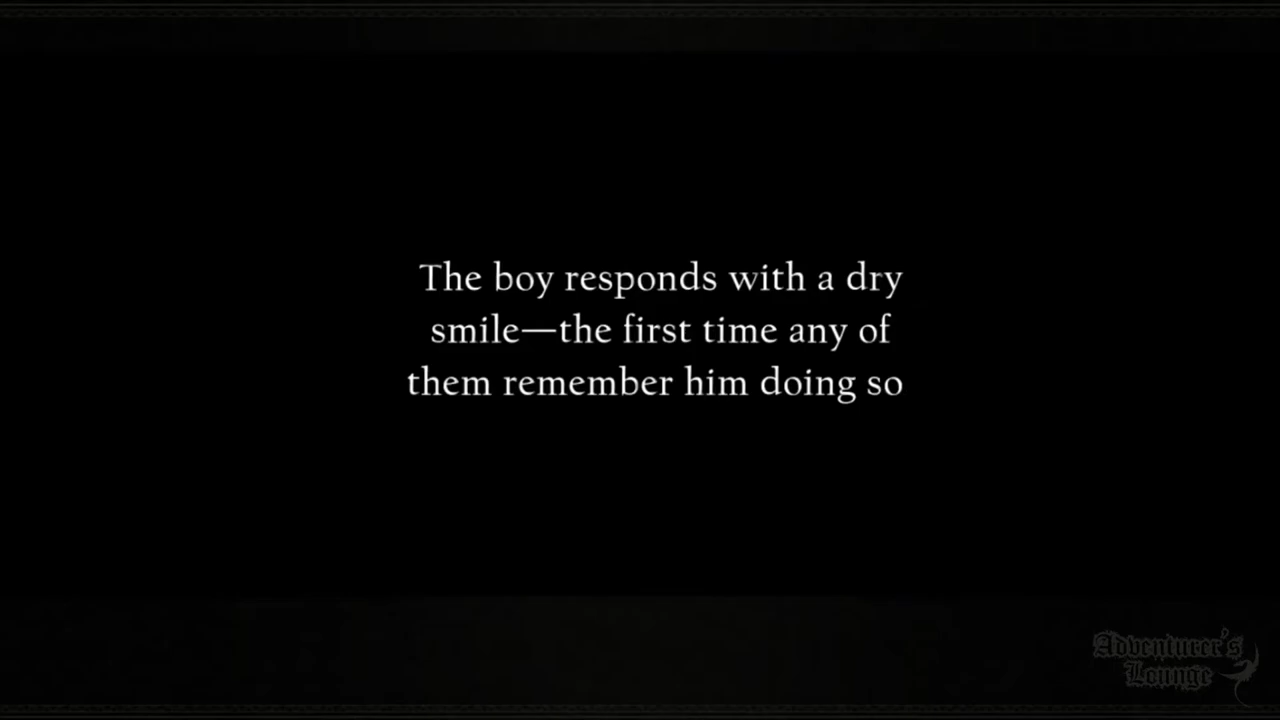 The boy responds with a dry
smile—the first time any of
them remember him doing so
Adventurer's
Lounge